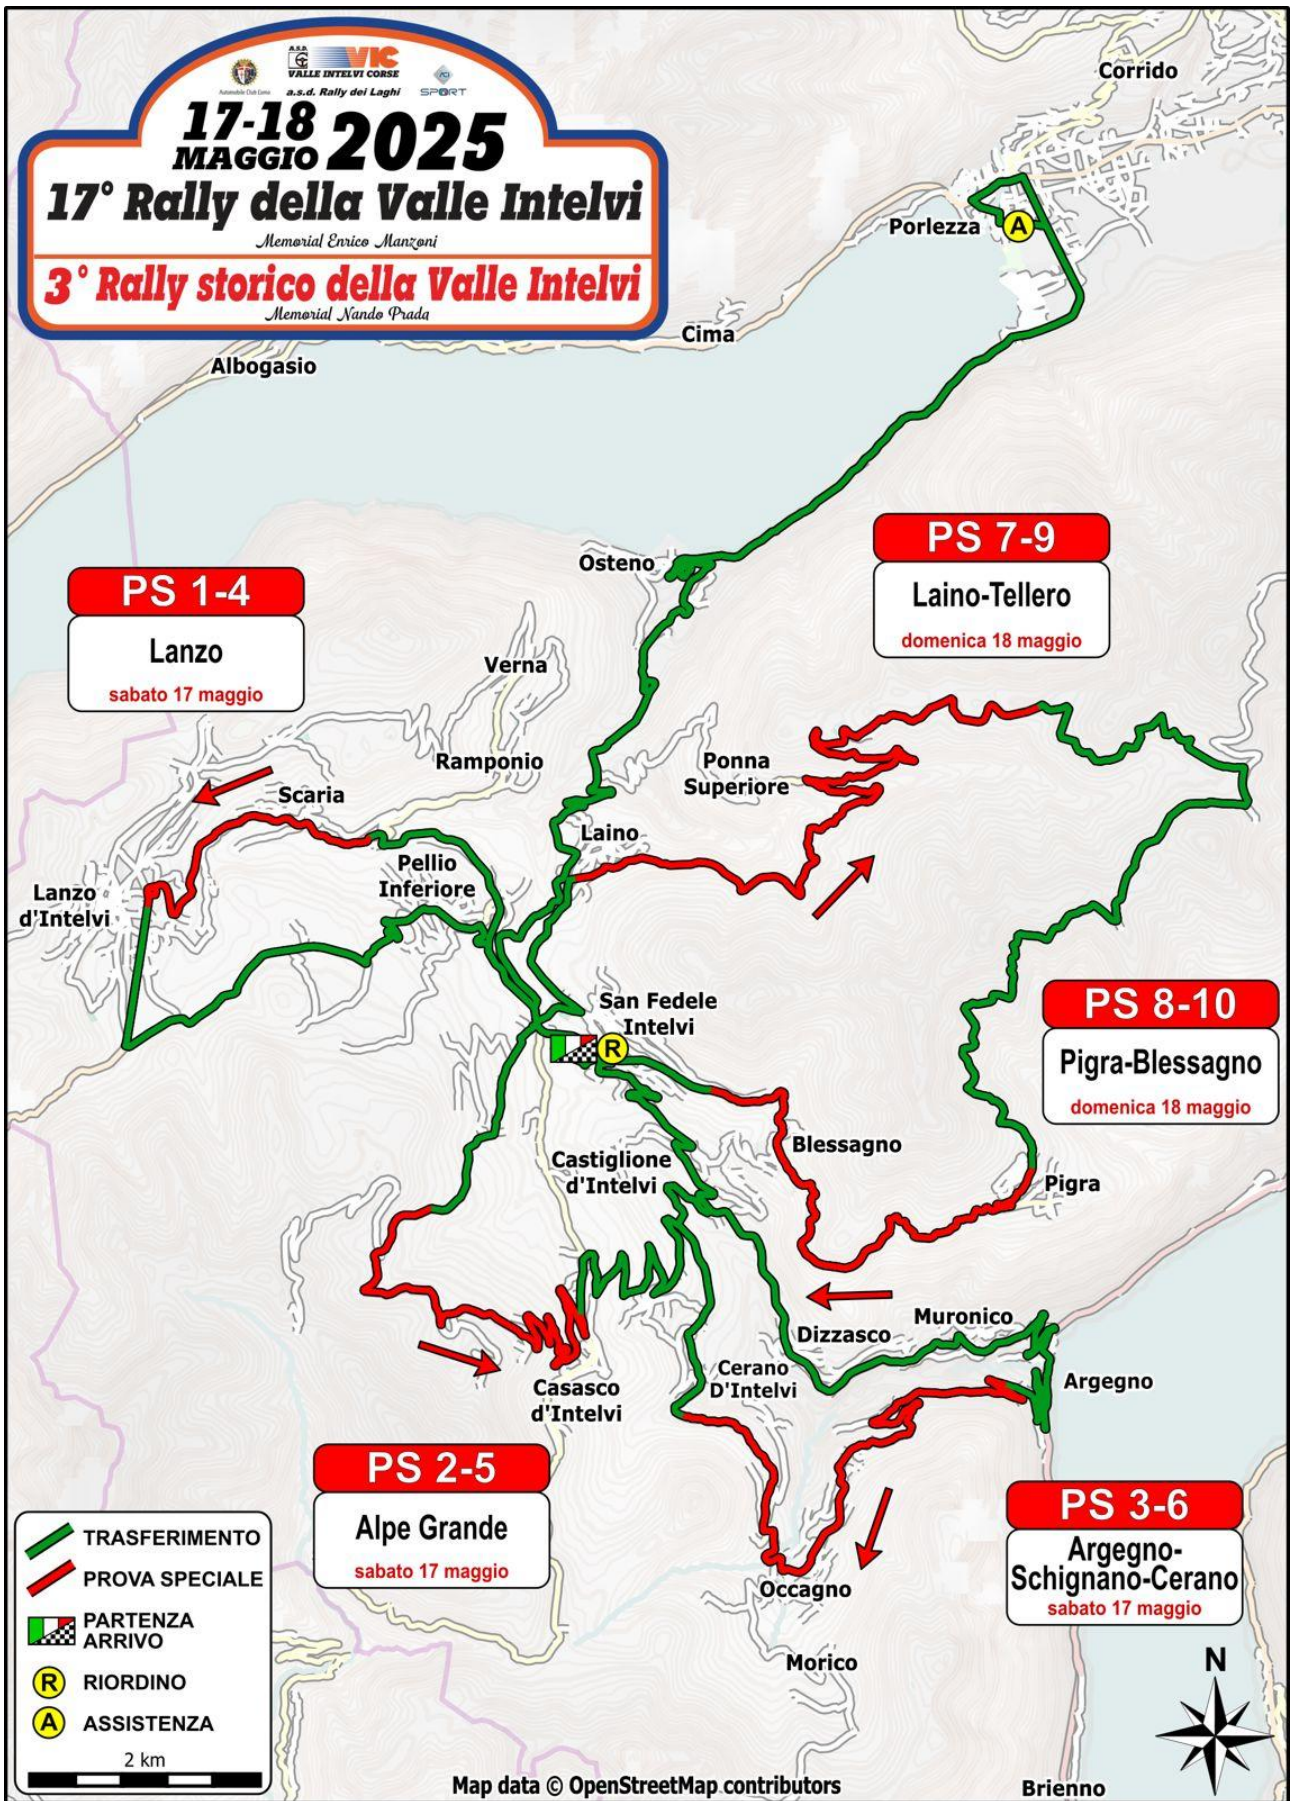 A.S.D.
VIC
VALLE INTELVI CORSE
Automobile Club Como
a.s.d. Rally dei Laghi
ACI
SPORT
17-18
MAGGIO 2025
17° Rally della Valle Intelvi
Memorial Enrico Manzoni
3° Rally storico della Valle Intelvi
Memorial Nando Prada
Corrido
Porlezza
A
Cima
Albogasio
Osteno
PS 7-9
Laino-Tellero
domenica 18 maggio
PS 1-4
Lanzo
sabato 17 maggio
Verna
Ramponio
Ponna
Superiore
Scaria
Laino
Pellio
Inferiore
Lanzo
d'Intelvi
San Fedele
Intelvi
R
PS 8-10
Pigra-Blessagno
domenica 18 maggio
Blessagno
Castiglione
d'Intelvi
Pigra
Muronico
Dizzasco
Cerano
D'Intelvi
Argegno
Casasco
d'Intelvi
PS 2-5
Alpe Grande
sabato 17 maggio
PS 3-6
Argegno-
Schignano-Cerano
sabato 17 maggio
Occagno
Morico
TRASFERIMENTO
PROVA SPECIALE
PARTENZA
ARRIVO
R RIORDINO
A ASSISTENZA
2 km
N
Map data © OpenStreetMap contributors
Brienno